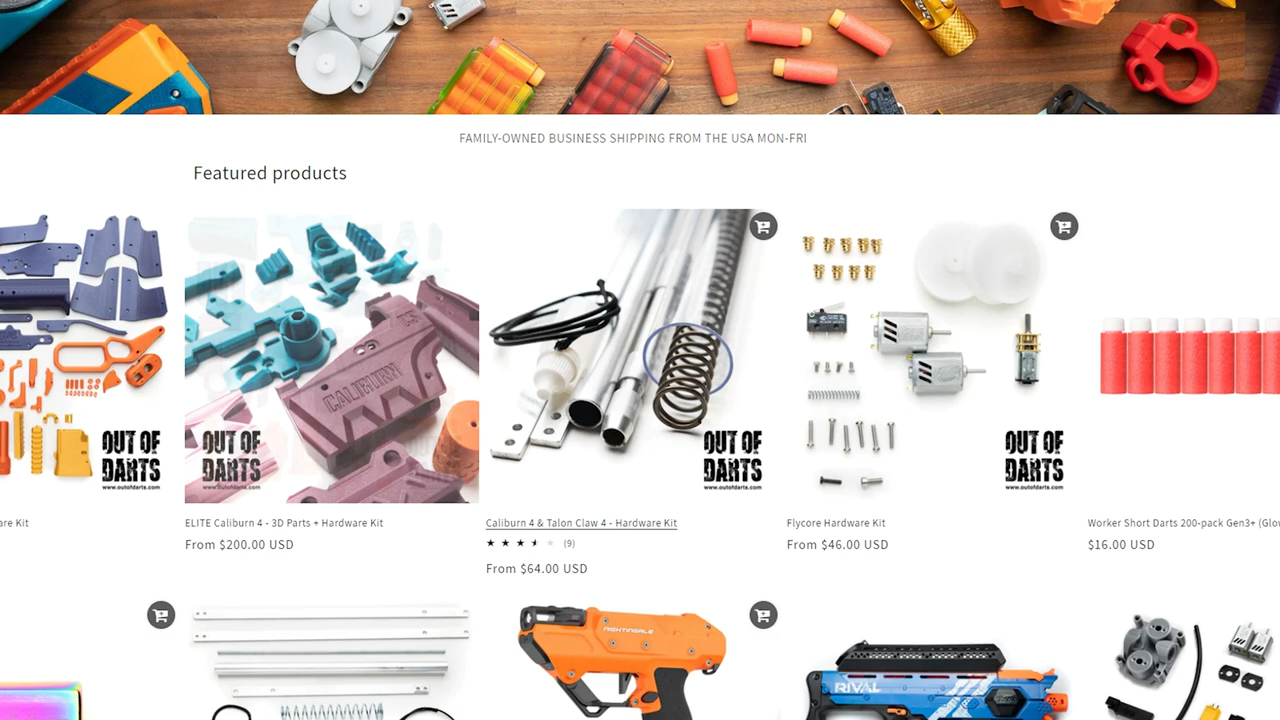 FAMILY-OWNED BUSINESS SHIPPING FROM THE USA MON-FRI
Featured products
CALIBURN
OUT OF
DARTS
www.outofdarts.com
OUT OF
DARTS
www.outofdarts.com
OUT OF
DARTS
www.outofdarts.com
OUT OF
DARTS
www.outofdarts.com
are Kit
ELITE Caliburn 4 - 3D Parts + Hardware Kit
From $200.00 USD
Caliburn 4 & Talon Claw 4 - Hardware Kit
(9)
From $64.00 USD
Flycore Hardware Kit
From $46.00 USD
Worker Short Darts 200-pack Gen3+ (Glo
$16.00 USD
NIGHTINGALE
RIVAL